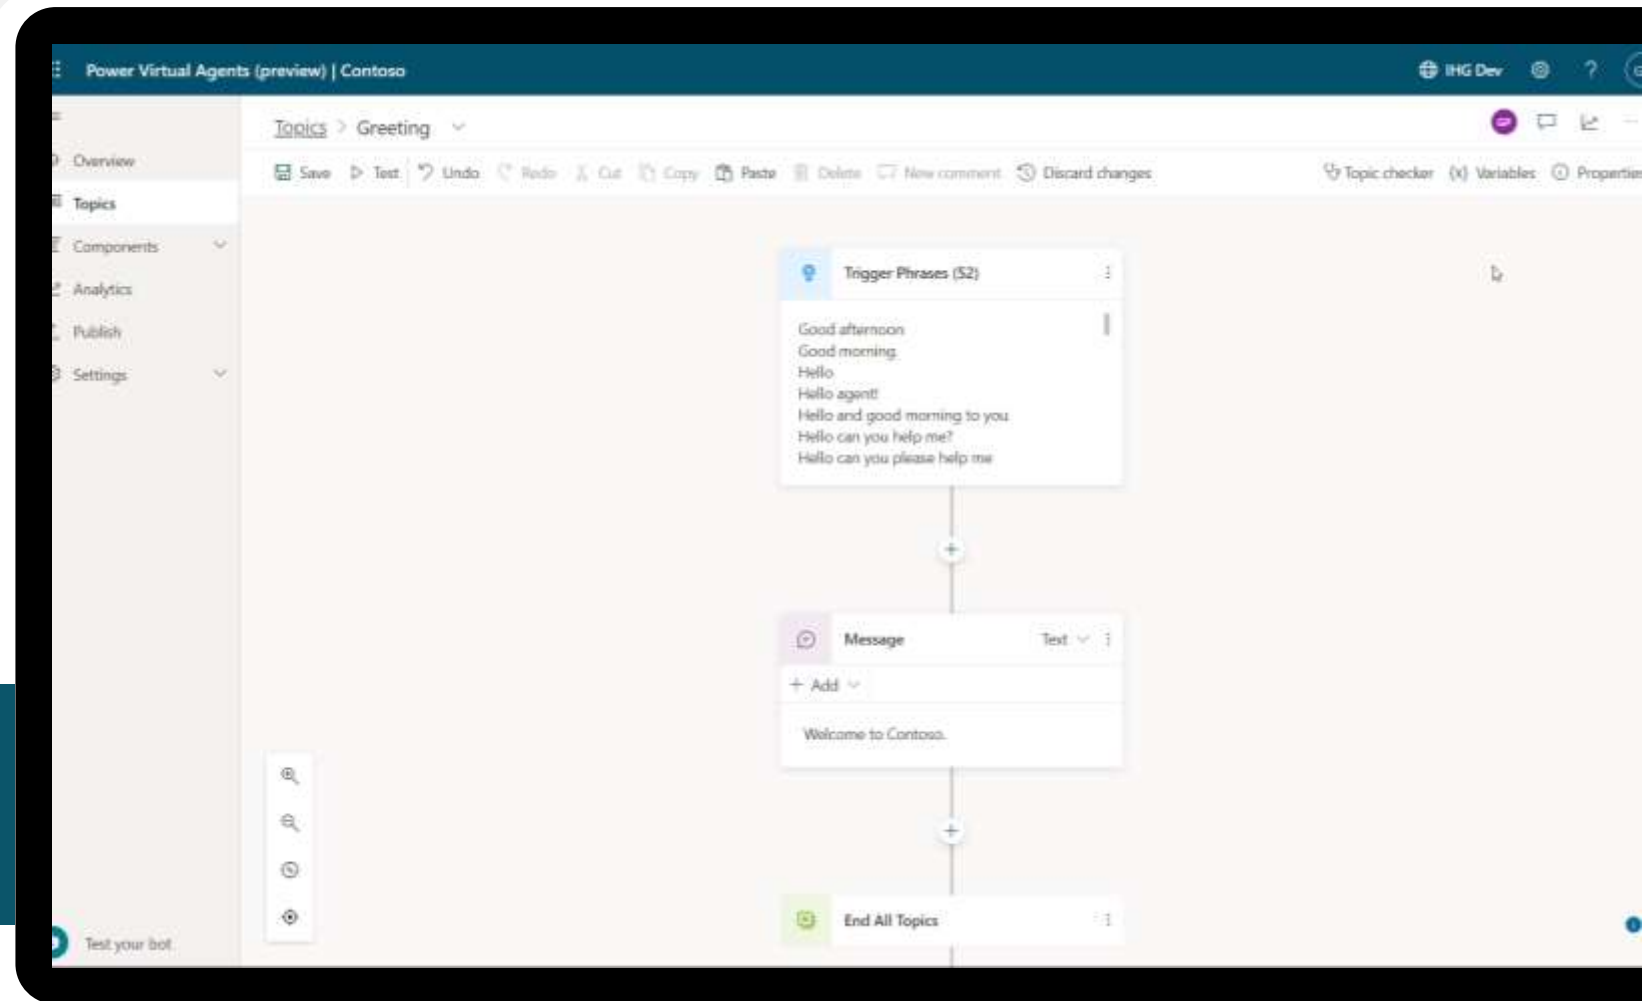 Power Virtual Agents (preview) | Contoso
IHG Dev
?
Topics > Greeting
Save Test Undo Redo Cut Copy Paste Delete New comment Discard changes
Topic checker (x) Variables Properties
Overview
Topics
Components
Analytics
Publish
Settings
Trigger Phrases (52)
Good afternoon
Good morning
Hello
Hello agent!
Hello and good morning to you
Hello can you help me?
Hello can you please help me
Message
Text
+ Add
Welcome to Contoso.
End All Topics
Test your bot